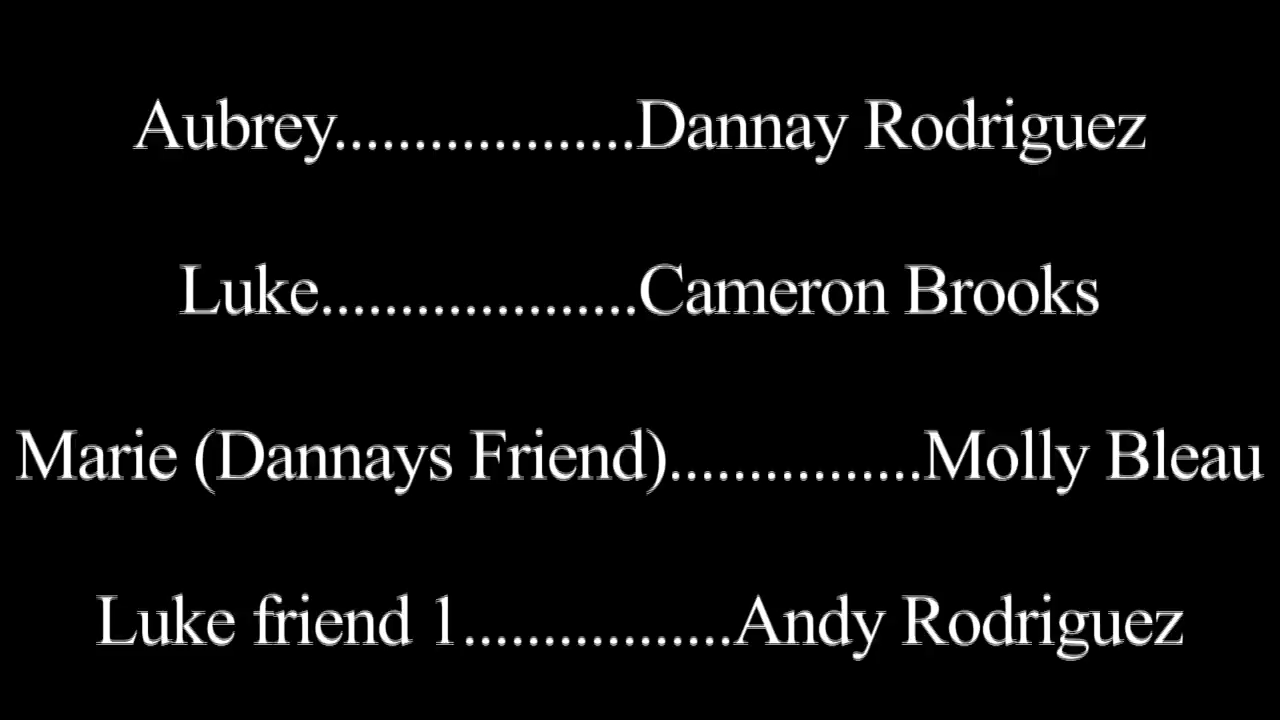 Aubrey...................Dannay Rodriguez
Luke....................Cameron Brooks
Marie (Dannays Friend)................Molly Bleau
Luke friend 1.................Andy Rodriguez